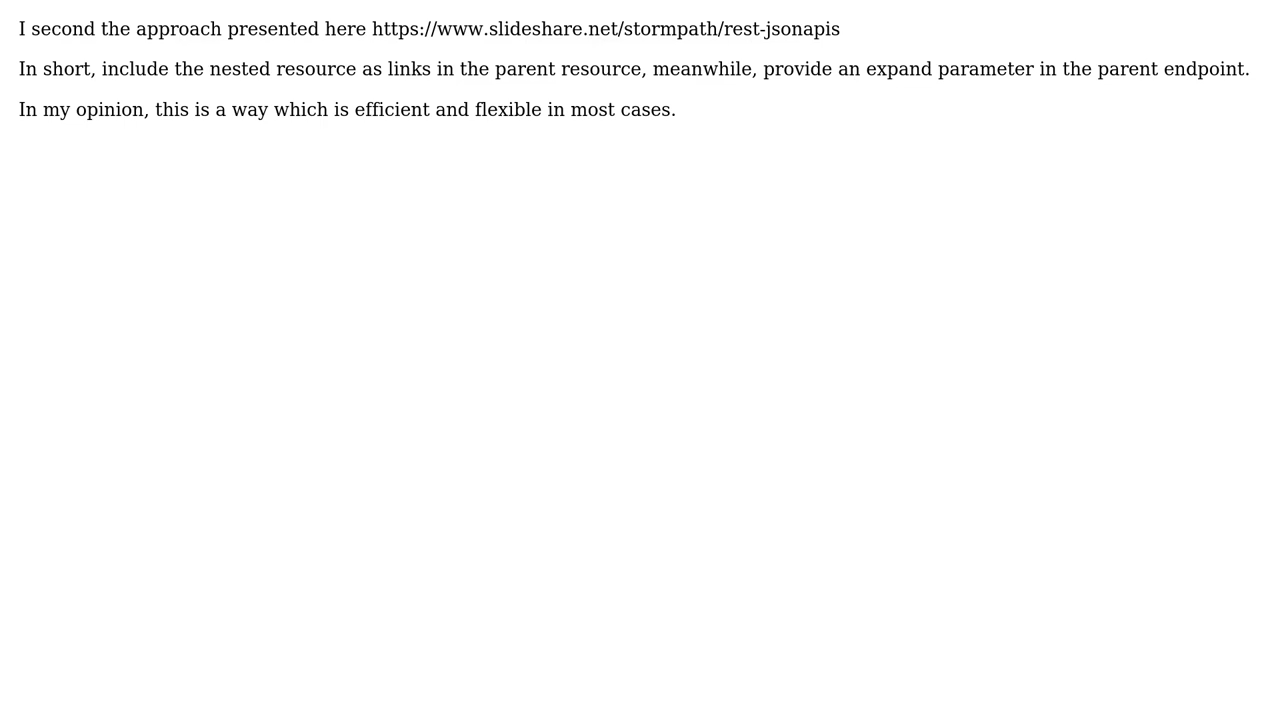 I second the approach presented here https://www.slideshare.net/stormpath/rest-jsonapis
In short, include the nested resource as links in the parent resource, meanwhile, provide an expand parameter in the parent endpoint.
In my opinion, this is a way which is efficient and flexible in most cases.